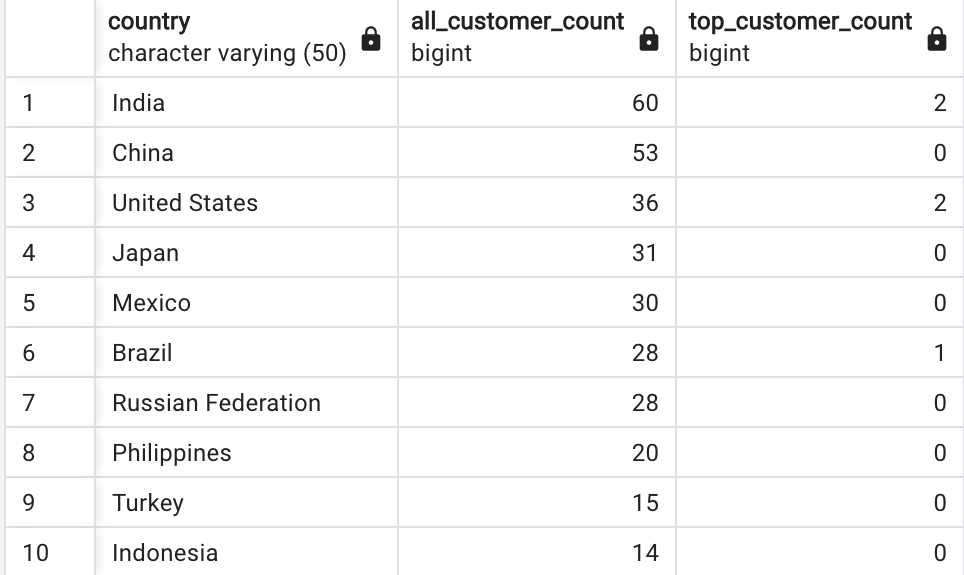 country all_customer_count top_customer_count
character varying (50) bigint bigint
1 India 60 2
2 China 53 0
3 United States 36 2
4 Japan 31 0
5 Mexico 30 0
6 Brazil 28 1
7 Russian Federation 28 0
8 Philippines 20 0
9 Turkey 15 0
10 Indonesia 14 0